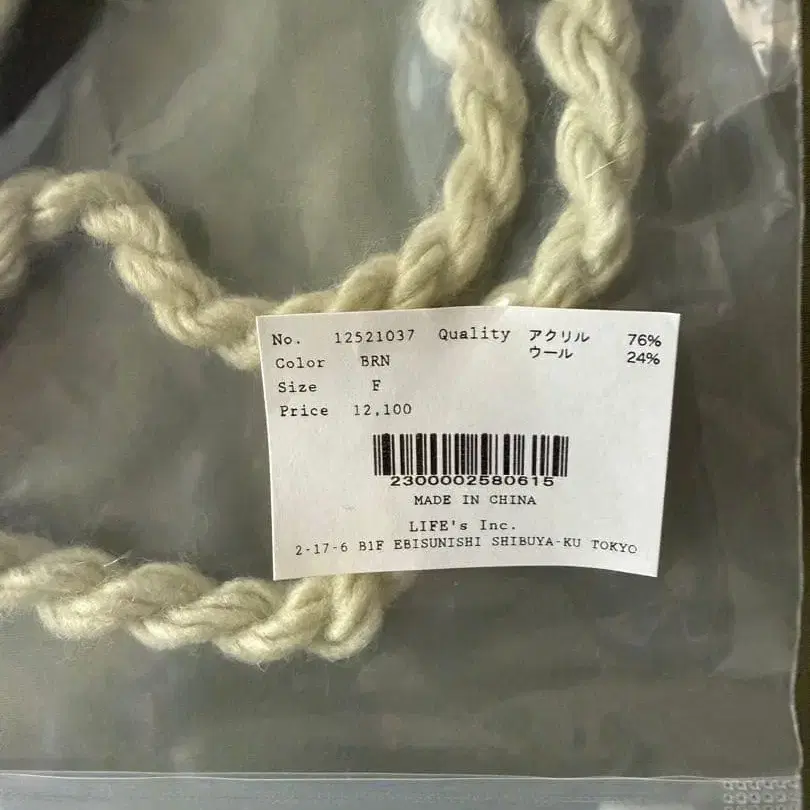 No. 12521037 Quality アクリル 76%
ウール 24%
Color BRN
Size F
Price 12,100
2300002580615
MADE IN CHINA
LIFE's Inc.
2-17-6 B1F EBISUNISHI SHIBUYA-KU TOKYO